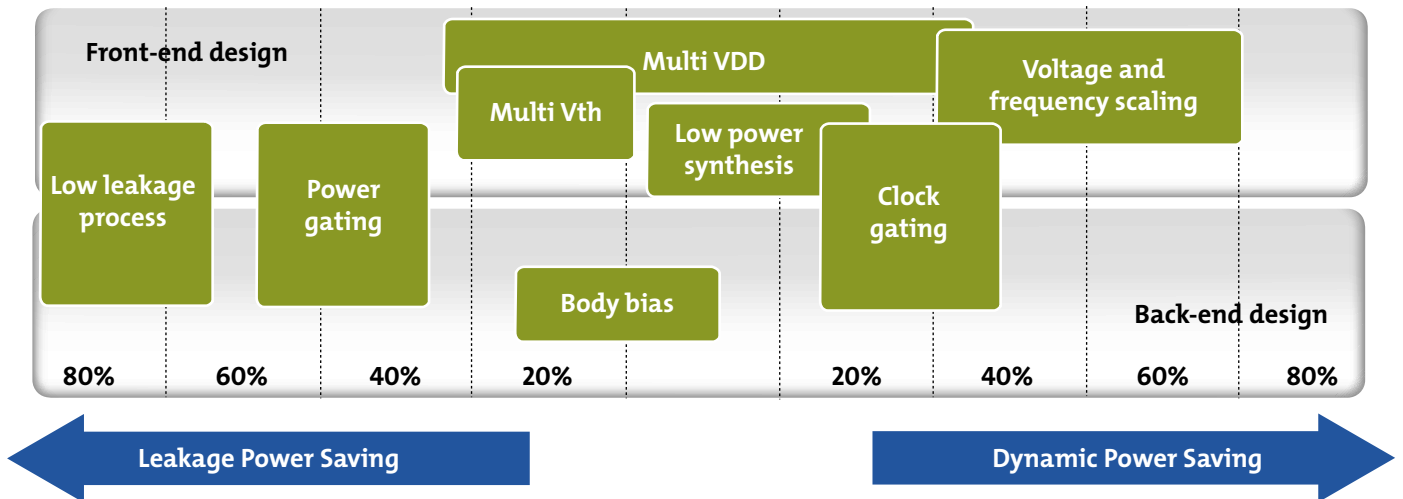 Front-end design
Multi VDD
Voltage and
frequency scaling
Multi Vth
Low power
synthesis
Low leakage
process
Power
gating
Clock
gating
Body bias
Back-end design
80% 60% 40% 20% 20% 40% 60% 80%
Leakage Power Saving
Dynamic Power Saving